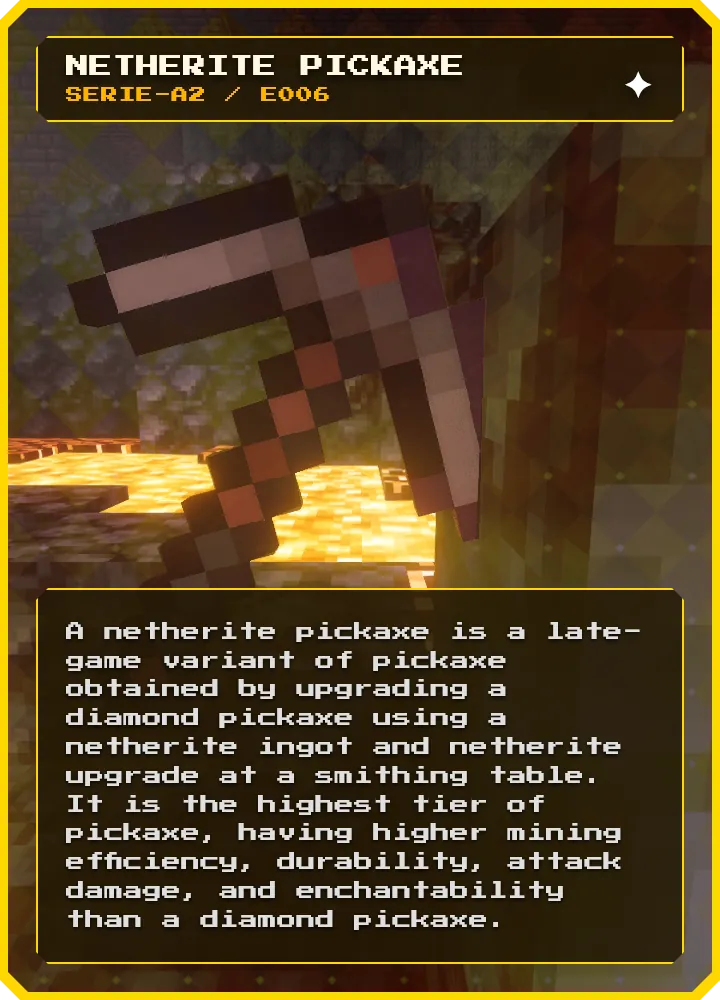 NETHERITE PICKAXE
SERIE-A2 / E006
A netherite pickaxe is a late-
game variant of pickaxe
obtained by upgrading a
diamond pickaxe using a
netherite ingot and netherite
upgrade at a smithing table.
It is the highest tier of
pickaxe, having higher mining
efficiency, durability, attack
damage, and enchantability
than a diamond pickaxe.